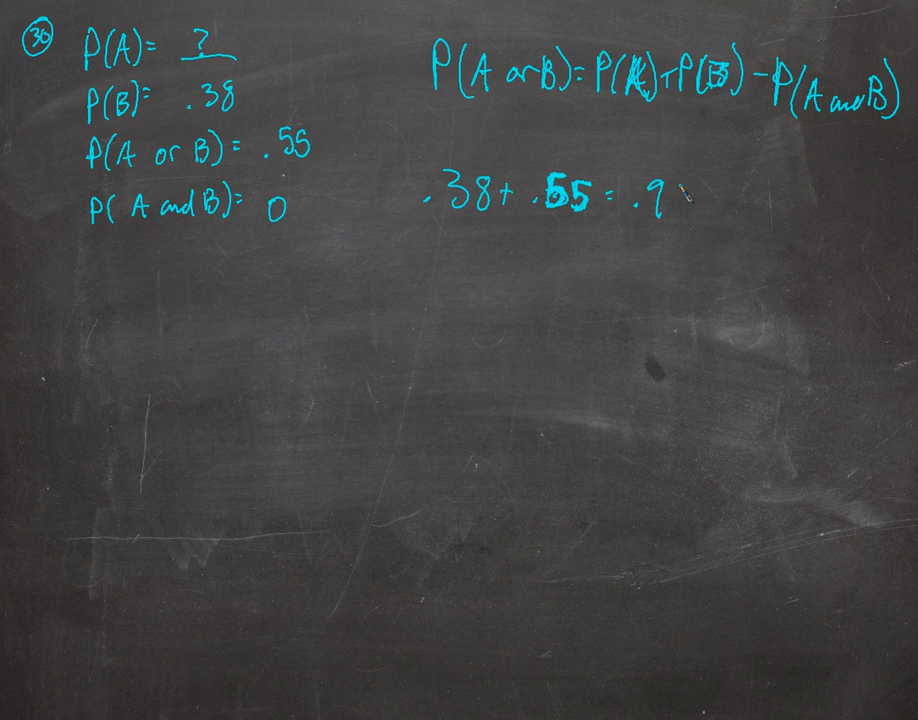 30
P(A)= ?
P(B)= .38
P(A or B)= .55
P( A and B)= 0
P(A or B)= P(A)+P(B) - P(A and B)
.38+ .55 = .9